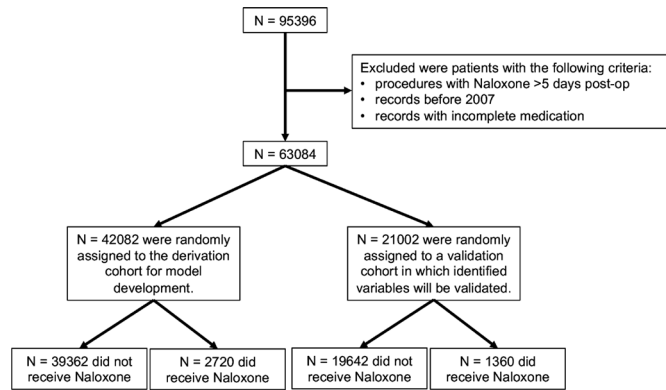 N = 95396
Excluded were patients with the following criteria:
• procedures with Naloxone >5 days post-op
• records before 2007
• records with incomplete medication
N = 63084
N = 42082 were randomly
assigned to the derivation
cohort for model
development.
N = 21002 were randomly
assigned to a validation
cohort in which identified
variables will be validated.
N = 39362 did not
receive Naloxone
N = 2720 did
receive Naloxone
N = 19642 did not
receive Naloxone
N = 1360 did
receive Naloxone